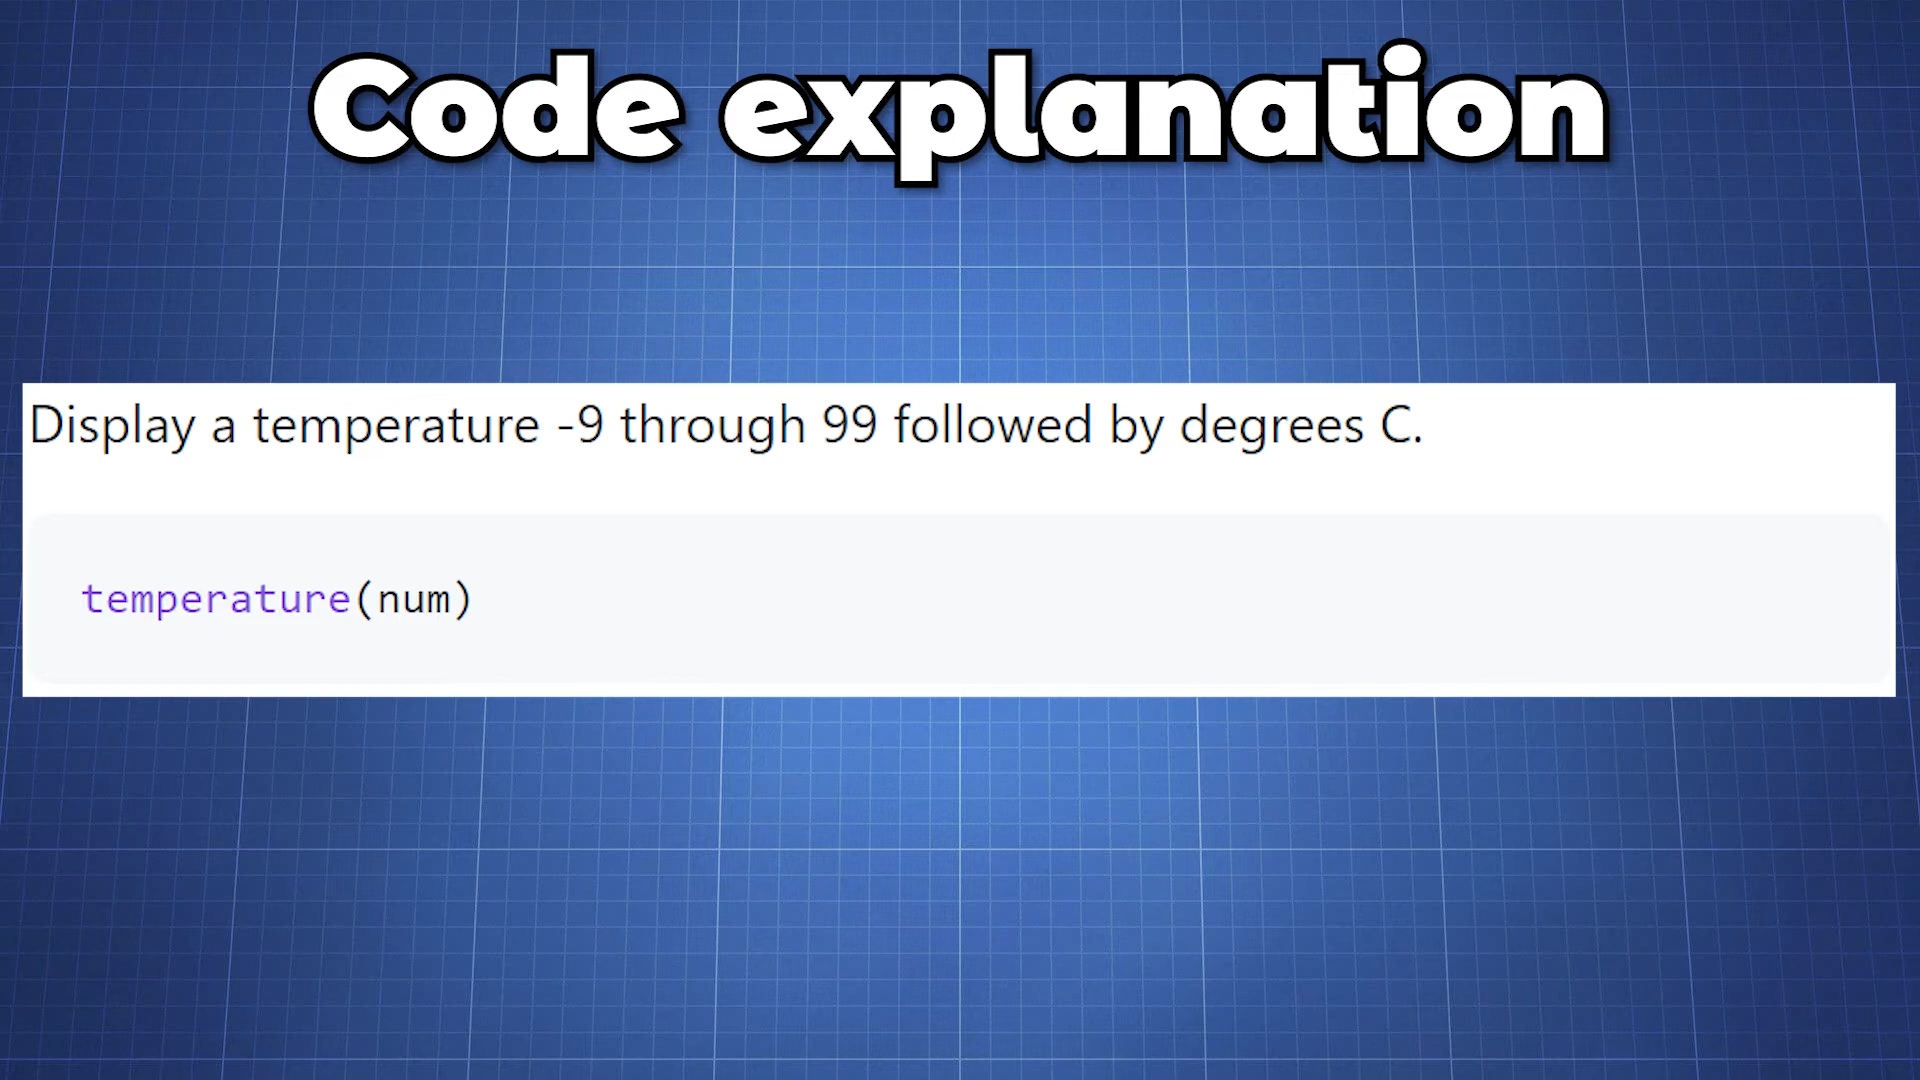 Code explanation
Display a temperature -9 through 99 followed by degrees C.
temperature(num)